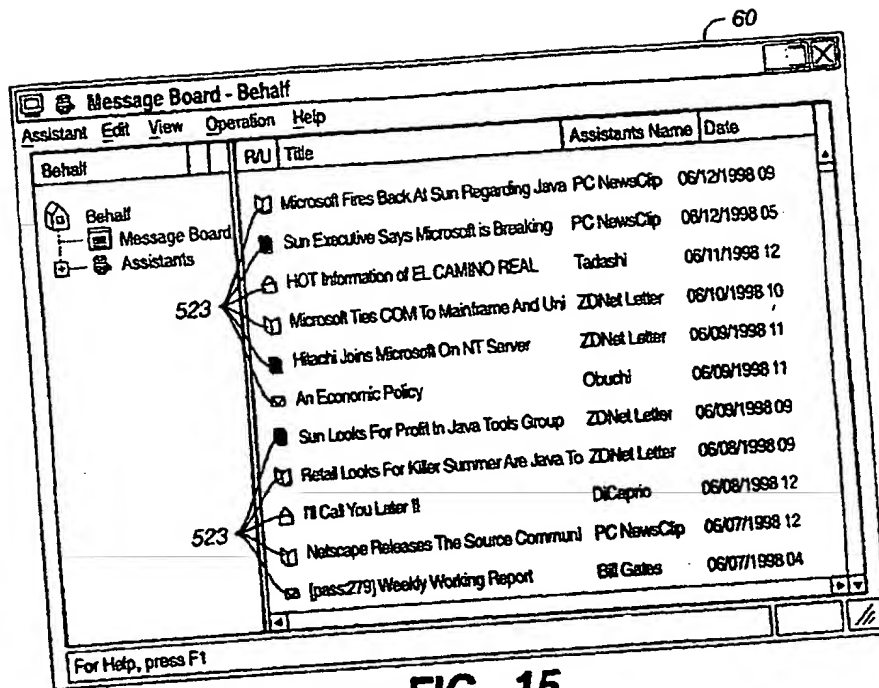 60
Message Board - Behalf
Assistant Edit View Operation Help
Behalf R/U Title Assistants Name Date
Behalf
Message Board
Assistants
523
523
Microsoft Fires Back At Sun Regarding Java PC NewsClip 06/12/1998 09
Sun Executive Says Microsoft is Breaking PC NewsClip 06/12/1998 05
HOT Information of EL CAMINO REAL Tadashi 06/11/1998 12
Microsoft Ties COM To Mainframe And Uni ZDNet Letter 06/10/1998 10
Hitachi Joins Microsoft On NT Server ZDNet Letter 06/09/1998 11
An Economic Policy Obuchi 06/09/1998 11
Sun Looks For Profit In Java Tools Group ZDNet Letter 06/09/1998 09
Retail Looks For Killer Summer Are Java To ZDNet Letter 06/08/1998 09
I'll Call You Later !! DiCaprio 06/08/1998 12
Netscape Releases The Source Communi PC NewsClip 06/07/1998 12
[pass:279] Weekly Working Report Bill Gates 06/07/1998 04
For Help, press F1
FIG._15